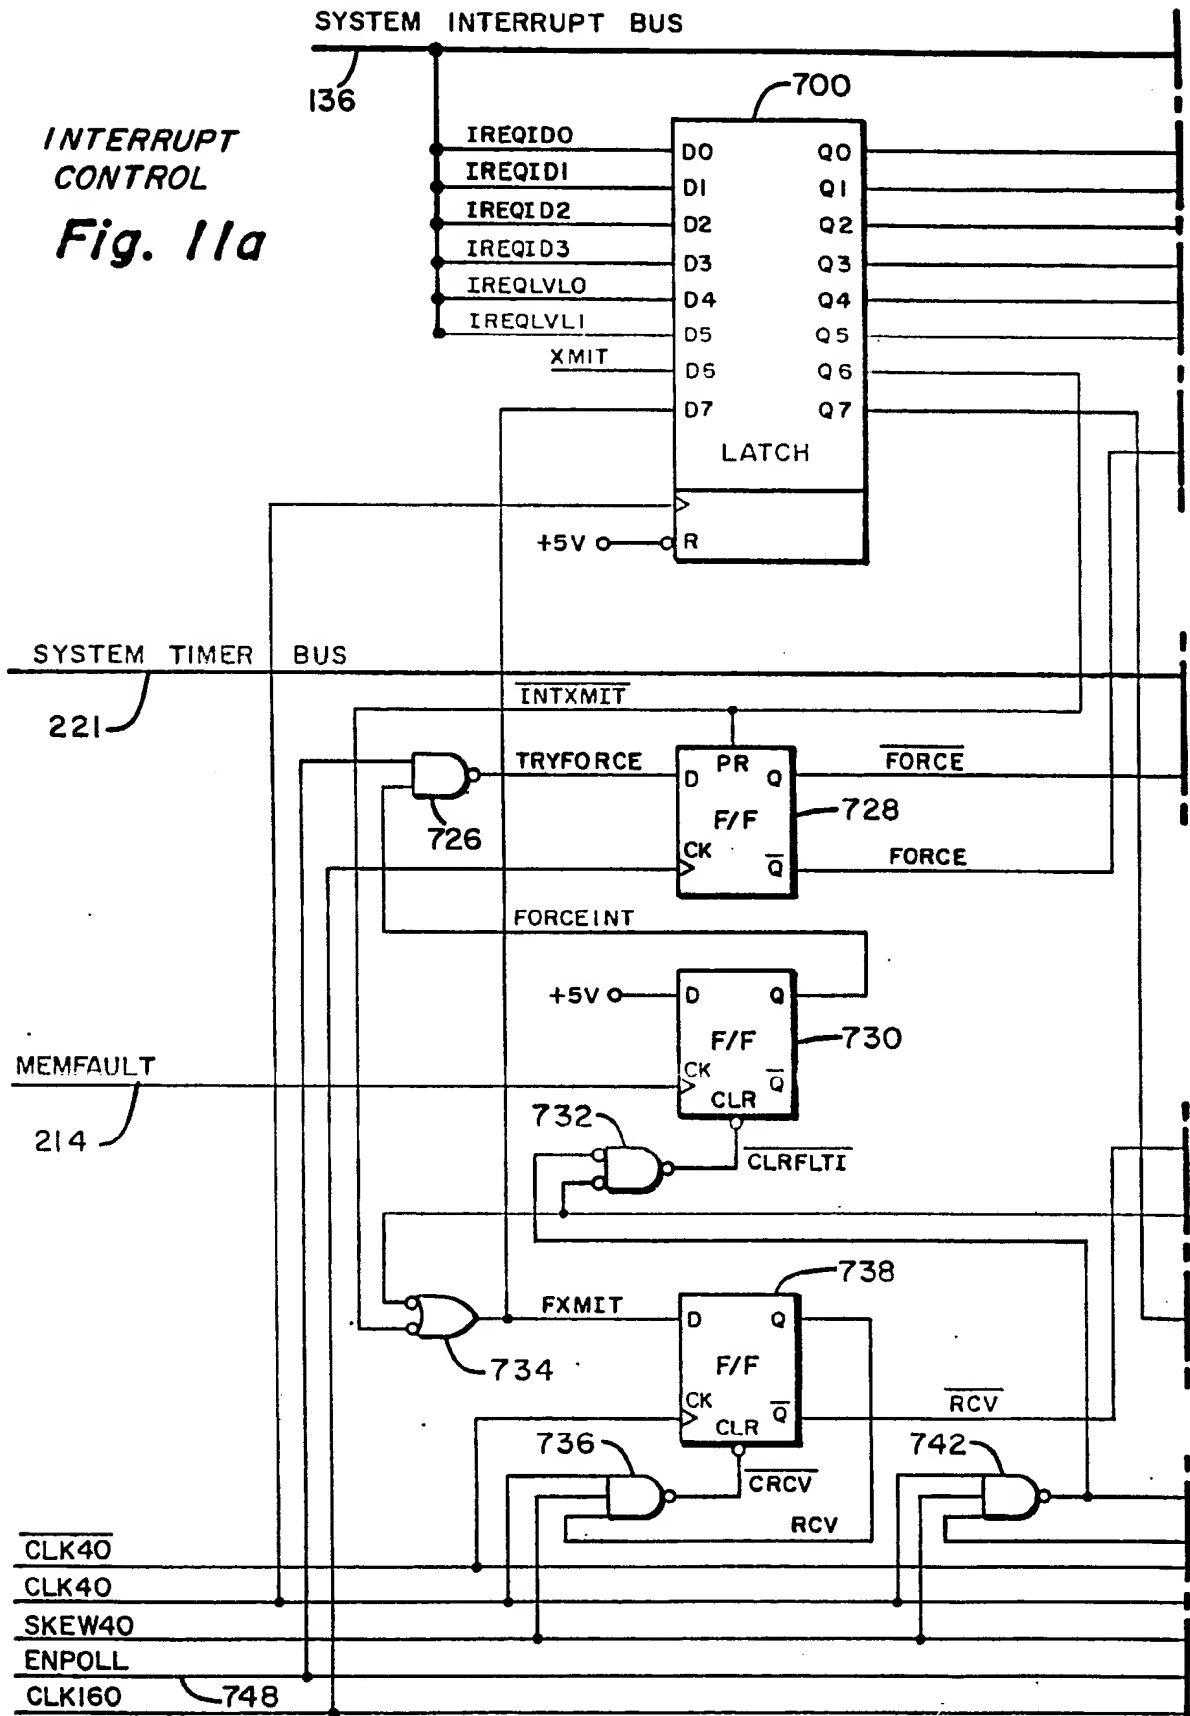 SYSTEM INTERRUPT BUS
136
700
INTERRUPT
CONTROL
Fig. 11a
IREQID0
IREQID1
IREQID2
IREQID3
IREQLVL0
IREQLVL1
XMIT
D0 Q0
D1 Q1
D2 Q2
D3 Q3
D4 Q4
D5 Q5
D6 Q6
D7 Q7
LATCH
+5V R
SYSTEM TIMER BUS
221
INTXMIT
TRYFORCE
D PR Q
FORCE
726
F/F
728
CK Q
FORCE
FORCEINT
+5V D Q
F/F
730
MEMFAULT
CK Q
CLR
214
732
CLRFLTI
738
FXMIT
D Q
734
F/F
CK Q
CLR
RCV
736
742
CRCV
RCV
CLK40
CLK40
SKEW40
ENPOLL
748
CLK160